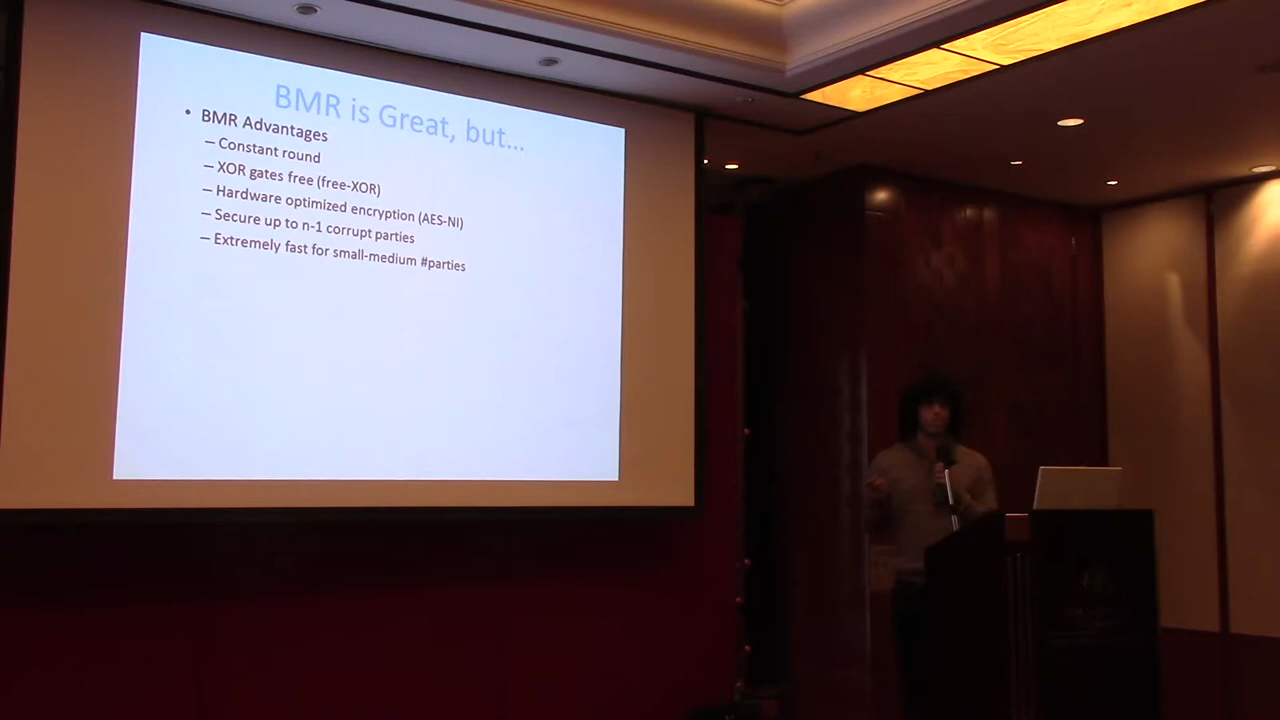 BMR is Great, but...
• BMR Advantages
– Constant round
– XOR gates free (free-XOR)
– Hardware optimized encryption (AES-NI)
– Secure up to n-1 corrupt parties
– Extremely fast for small-medium #parties